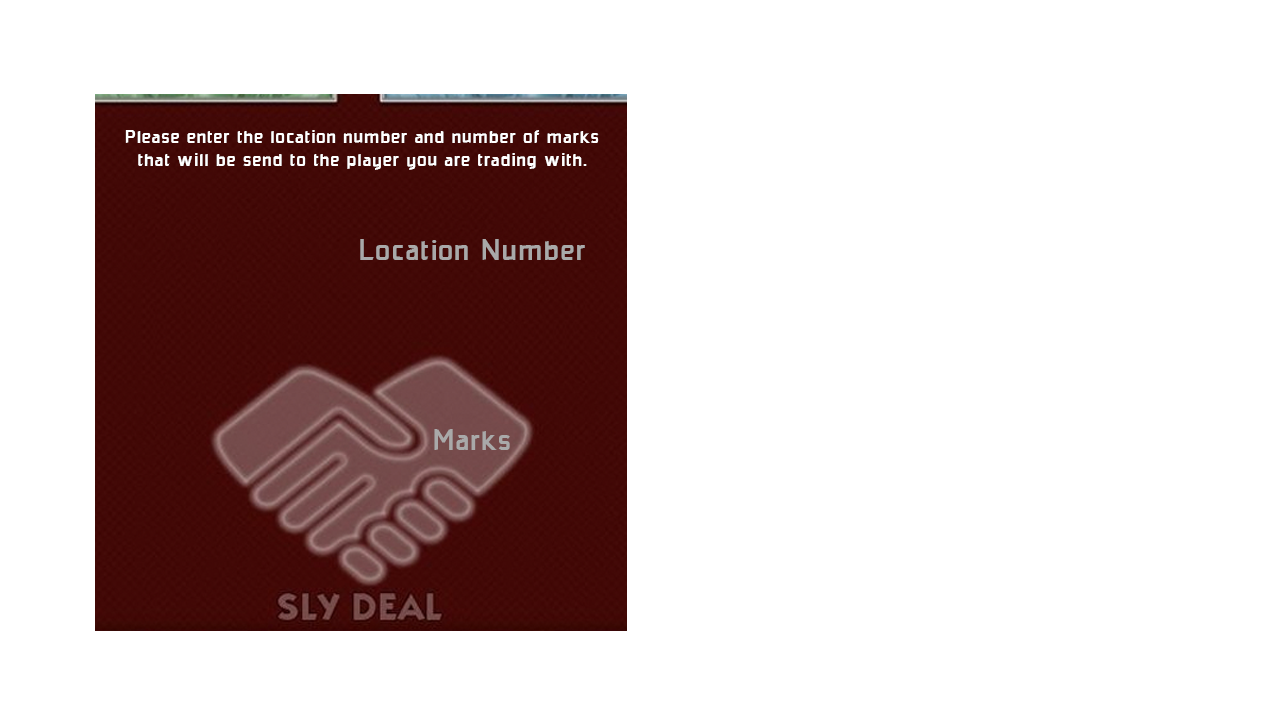 Please enter the location number and number of marks
that will be send to the player you are trading with.
Location Number
Marks
SLY DEAL